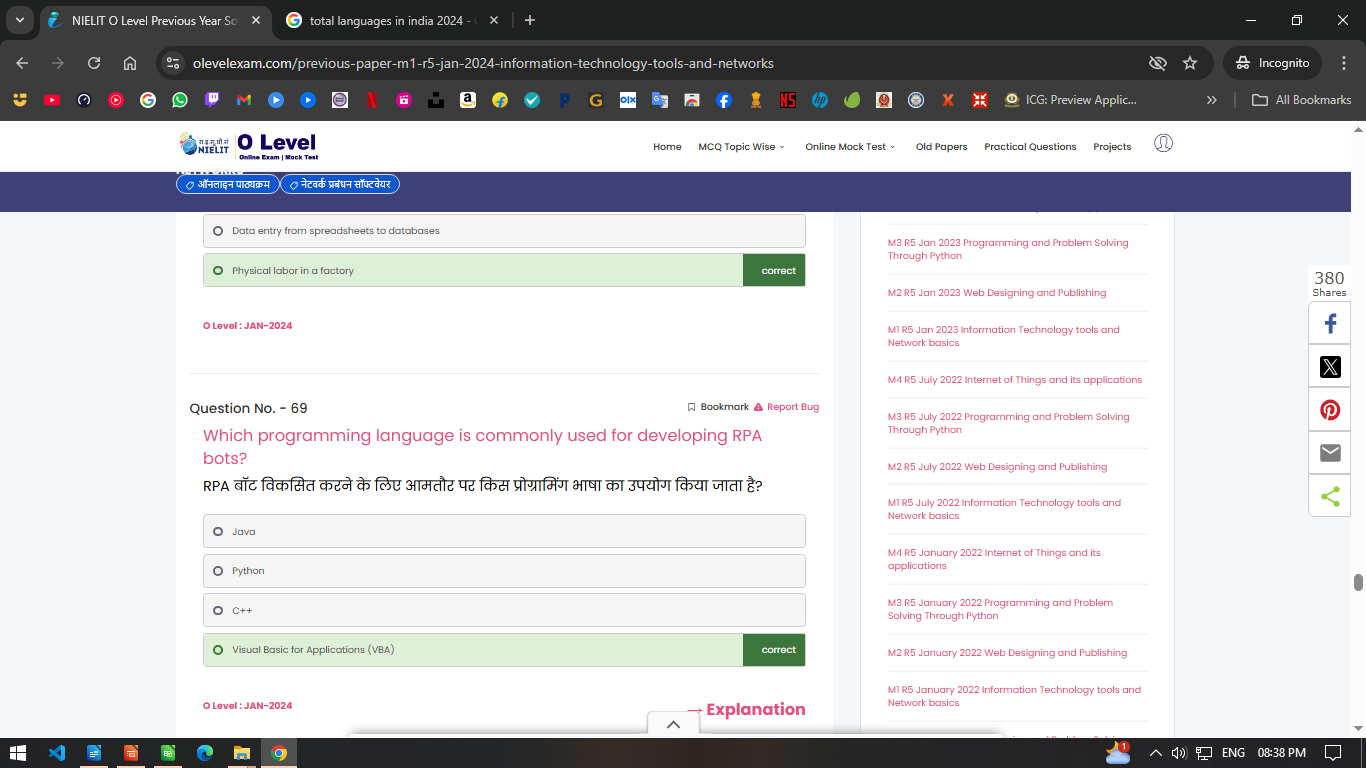 NIELIT O Level Previous Year So
total languages in india 2024 -
olevelexam.com/previous-paper-m1-r5-jan-2024-information-technology-tools-and-networks
Incognito
ICG: Preview Applic...
All Bookmarks
रा.इ.सू.प्रौ.सं
NIELIT
O Level
Online Exam | Mock Test
Home
MCQ Topic Wise
Online Mock Test
Old Papers
Practical Questions
Projects
ऑनलाइन पाठ्यक्रम
नेटवर्क प्रबंधन सॉफ्टवेयर
Data entry from spreadsheets to databases
Physical labor in a factory
correct
O Level : JAN-2024
Question No. - 69
Bookmark
Report Bug
Which programming language is commonly used for developing RPA
bots?
RPA बॉट विकसित करने के लिए आमतौर पर किस प्रोग्रामिंग भाषा का उपयोग किया जाता है?
Java
Python
C++
Visual Basic for Applications (VBA)
correct
O Level : JAN-2024
→ Explanation
M3 R5 Jan 2023 Programming and Problem Solving
Through Python
M2 R5 Jan 2023 Web Designing and Publishing
M1 R5 Jan 2023 Information Technology tools and
Network basics
M4 R5 July 2022 Internet of Things and its applications
M3 R5 July 2022 Programming and Problem Solving
Through Python
M2 R5 July 2022 Web Designing and Publishing
M1 R5 July 2022 Information Technology tools and
Network basics
M4 R5 January 2022 Internet of Things and its
applications
M3 R5 January 2022 Programming and Problem
Solving Through Python
M2 R5 January 2022 Web Designing and Publishing
M1 R5 January 2022 Information Technology tools and
Network basics
380
Shares
1
ENG
08:38 PM